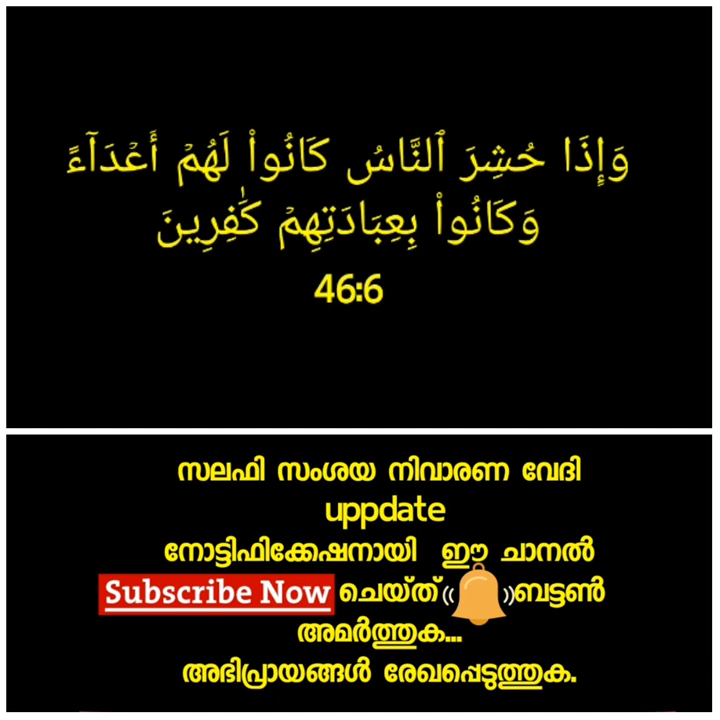 وَإِذَا حُشِرَ ٱلنَّاسُ كَانُوا۟ لَهُمْ أَعْدَآءً
وَكَانُوا۟ بِعِبَادَتِهِمْ كَٰفِرِينَ
46:6
സലഫി സംശയ നിവാരണ വേദി
uppdate
നോട്ടിഫിക്കേഷനായി ഈ ചാനൽ
Subscribe Now ചെയ്ത് ബട്ടൺ
അമർത്തുക...
അഭിപ്രായങ്ങൾ രേഖപ്പെടുത്തുക.